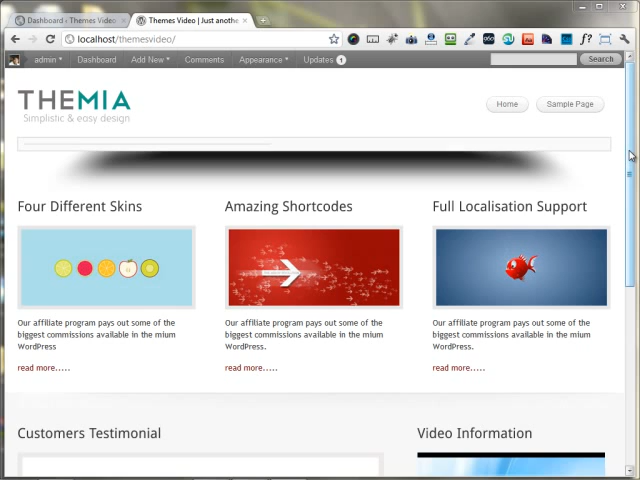 Dashboard ‹ Themes Video
Themes Video | Just anothe
localhost/themesvideo/
admin
Dashboard
Add New
Comments
Appearance
Updates 1
Search
THEMIA
Simplistic & easy design
Home
Sample Page
Four Different Skins
Amazing Shortcodes
Full Localisation Support
Our affiliate program pays out some of the
biggest commissions available in the mium
WordPress
read more.....
Our affiliate program pays out some of the
biggest commissions available in the mium
WordPress.
read more.....
Our affiliate program pays out some of the
biggest commissions available in the mium
WordPress.
read more.....
Customers Testimonial
Video Information